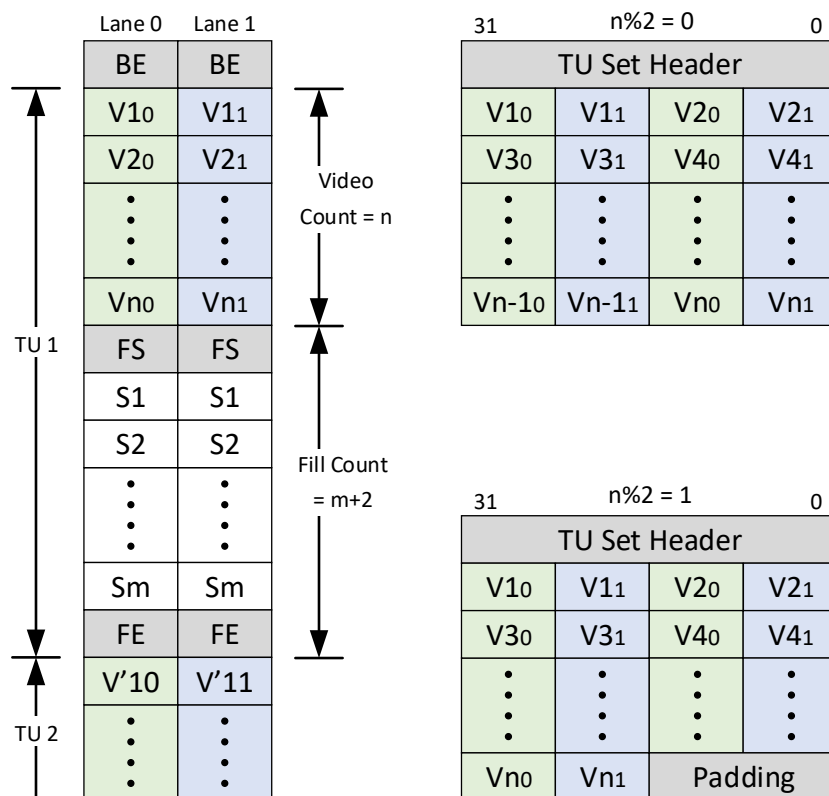 Lane 0 Lane 1
BE BE
V10 V11
V20 V21
Vn0 Vn1
FS FS
S1 S1
S2 S2
Sm Sm
FE FE
V'10 V'11
TU 1
TU 2
Video
Count = n
Fill Count
= m+2
31 n%2 = 0 0
TU Set Header
V10 V11 V20 V21
V30 V31 V40 V41
Vn-10 Vn-11 Vn0 Vn1
31 n%2 = 1 0
TU Set Header
V10 V11 V20 V21
V30 V31 V40 V41
Vn0 Vn1 Padding